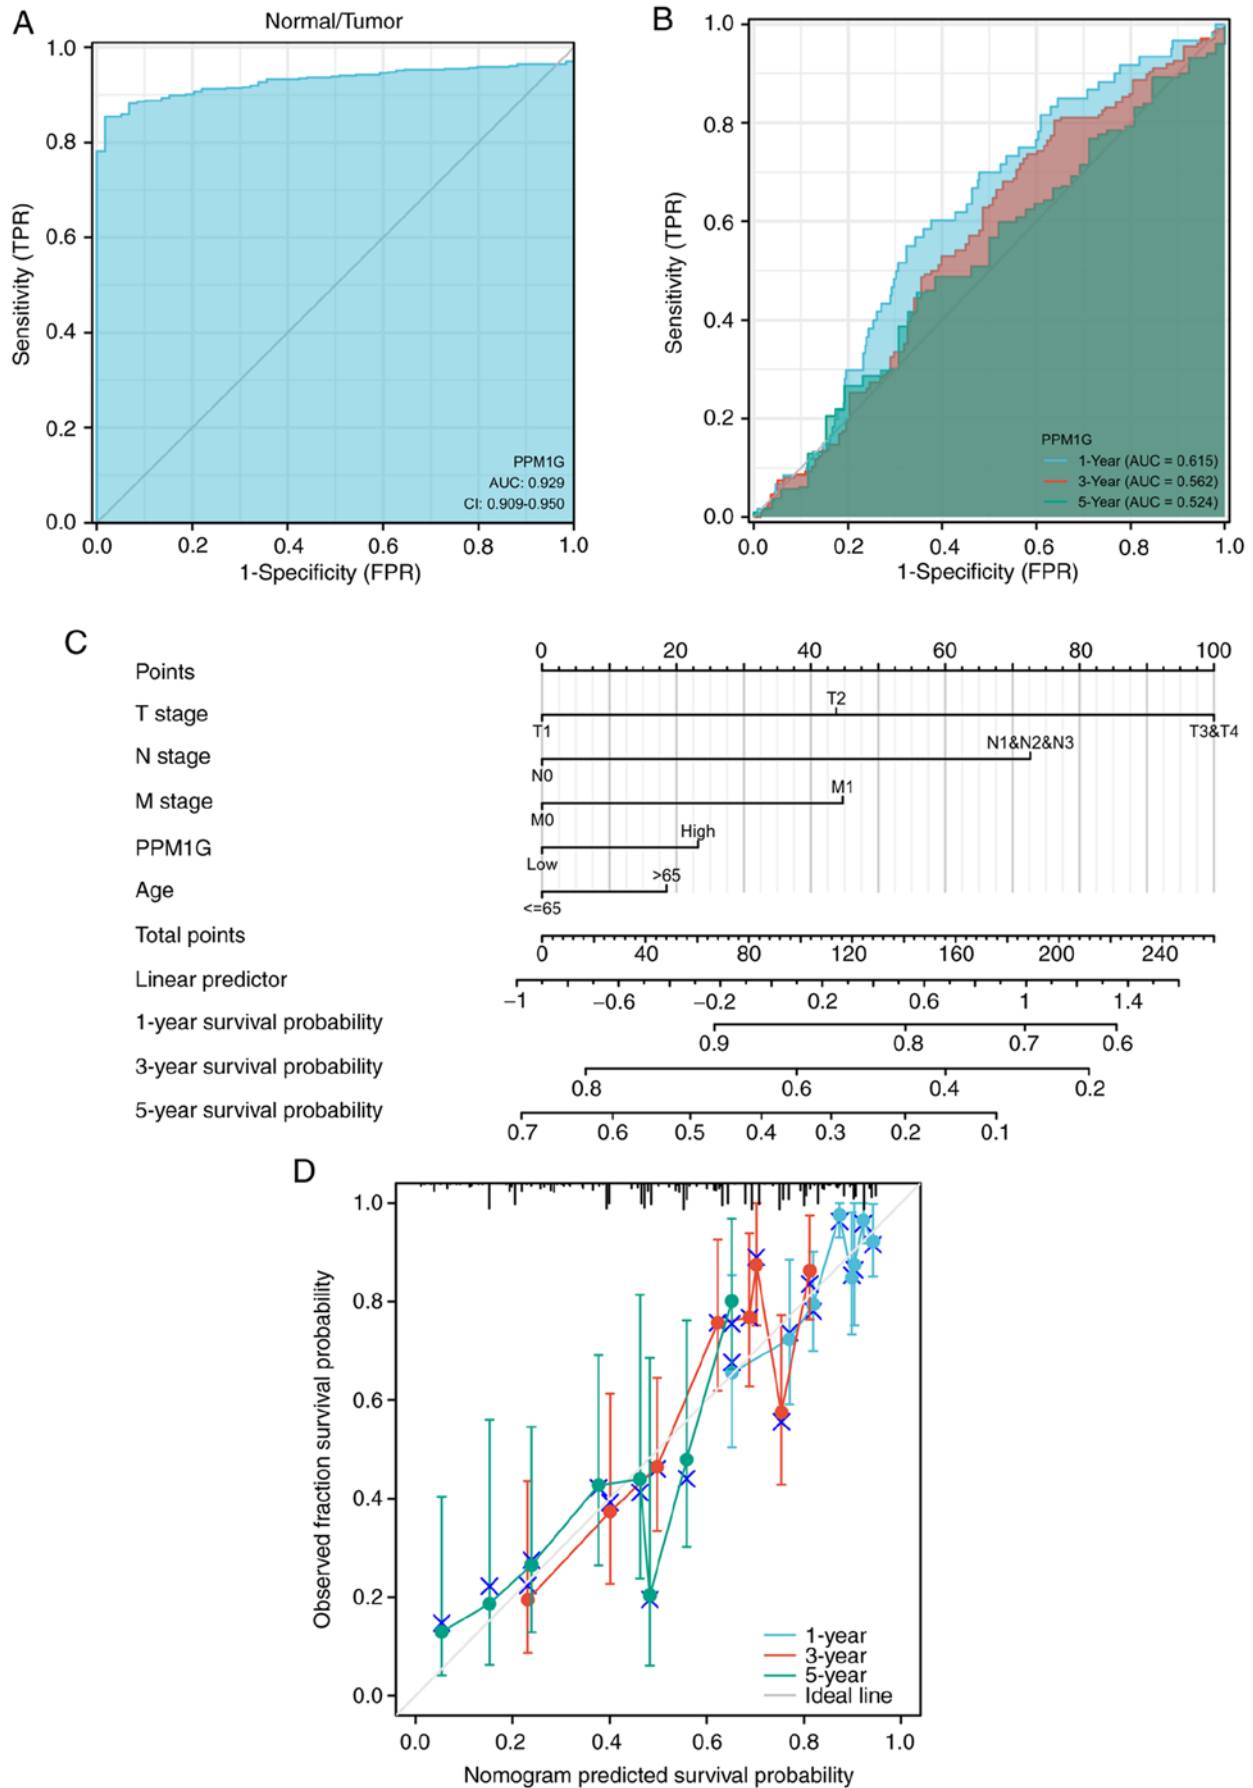 A
Normal/Tumor
1.0
0.8
0.6
0.4
0.2
0.0
Sensitivity (TPR)
PPM1G
AUC: 0.929
CI: 0.909-0.950
0.0 0.2 0.4 0.6 0.8 1.0
1-Specificity (FPR)
B
1.0
0.8
0.6
0.4
0.2
0.0
Sensitivity (TPR)
PPM1G
1-Year (AUC = 0.615)
3-Year (AUC = 0.562)
5-Year (AUC = 0.524)
0.0 0.2 0.4 0.6 0.8 1.0
1-Specificity (FPR)
C
0 20 40 60 80 100
Points
T2
T stage
T1 T3&T4
N1&N2&N3
N stage
N0
M1
M stage
M0
High
PPM1G
Low
>65
Age
<=65
Total points
0 40 80 120 160 200 240
Linear predictor
−1 −0.6 −0.2 0.2 0.6 1 1.4
1-year survival probability
0.9 0.8 0.7 0.6
3-year survival probability
0.8 0.6 0.4 0.2
5-year survival probability
0.7 0.6 0.5 0.4 0.3 0.2 0.1
D
1.0
0.8
0.6
0.4
0.2
0.0
Observed fraction survival probability
1-year
3-year
5-year
Ideal line
0.0 0.2 0.4 0.6 0.8 1.0
Nomogram predicted survival probability